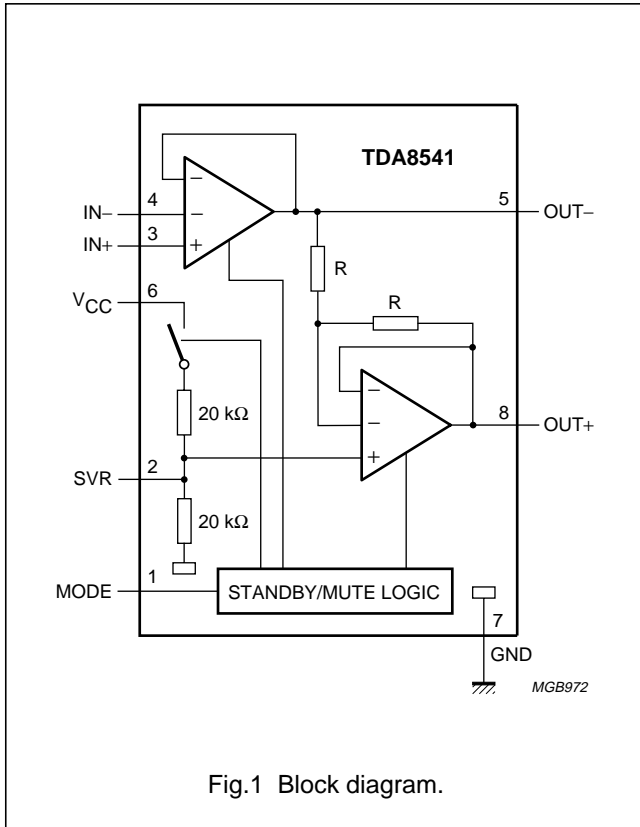 TDA8541
IN− 4 −
−
IN+ 3 +
5 OUT−
R
R
VCC 6
20 kΩ
−
−
+
8 OUT+
SVR 2
20 kΩ
MODE 1
STANDBY/MUTE LOGIC
7
GND
MGB972
Fig.1 Block diagram.